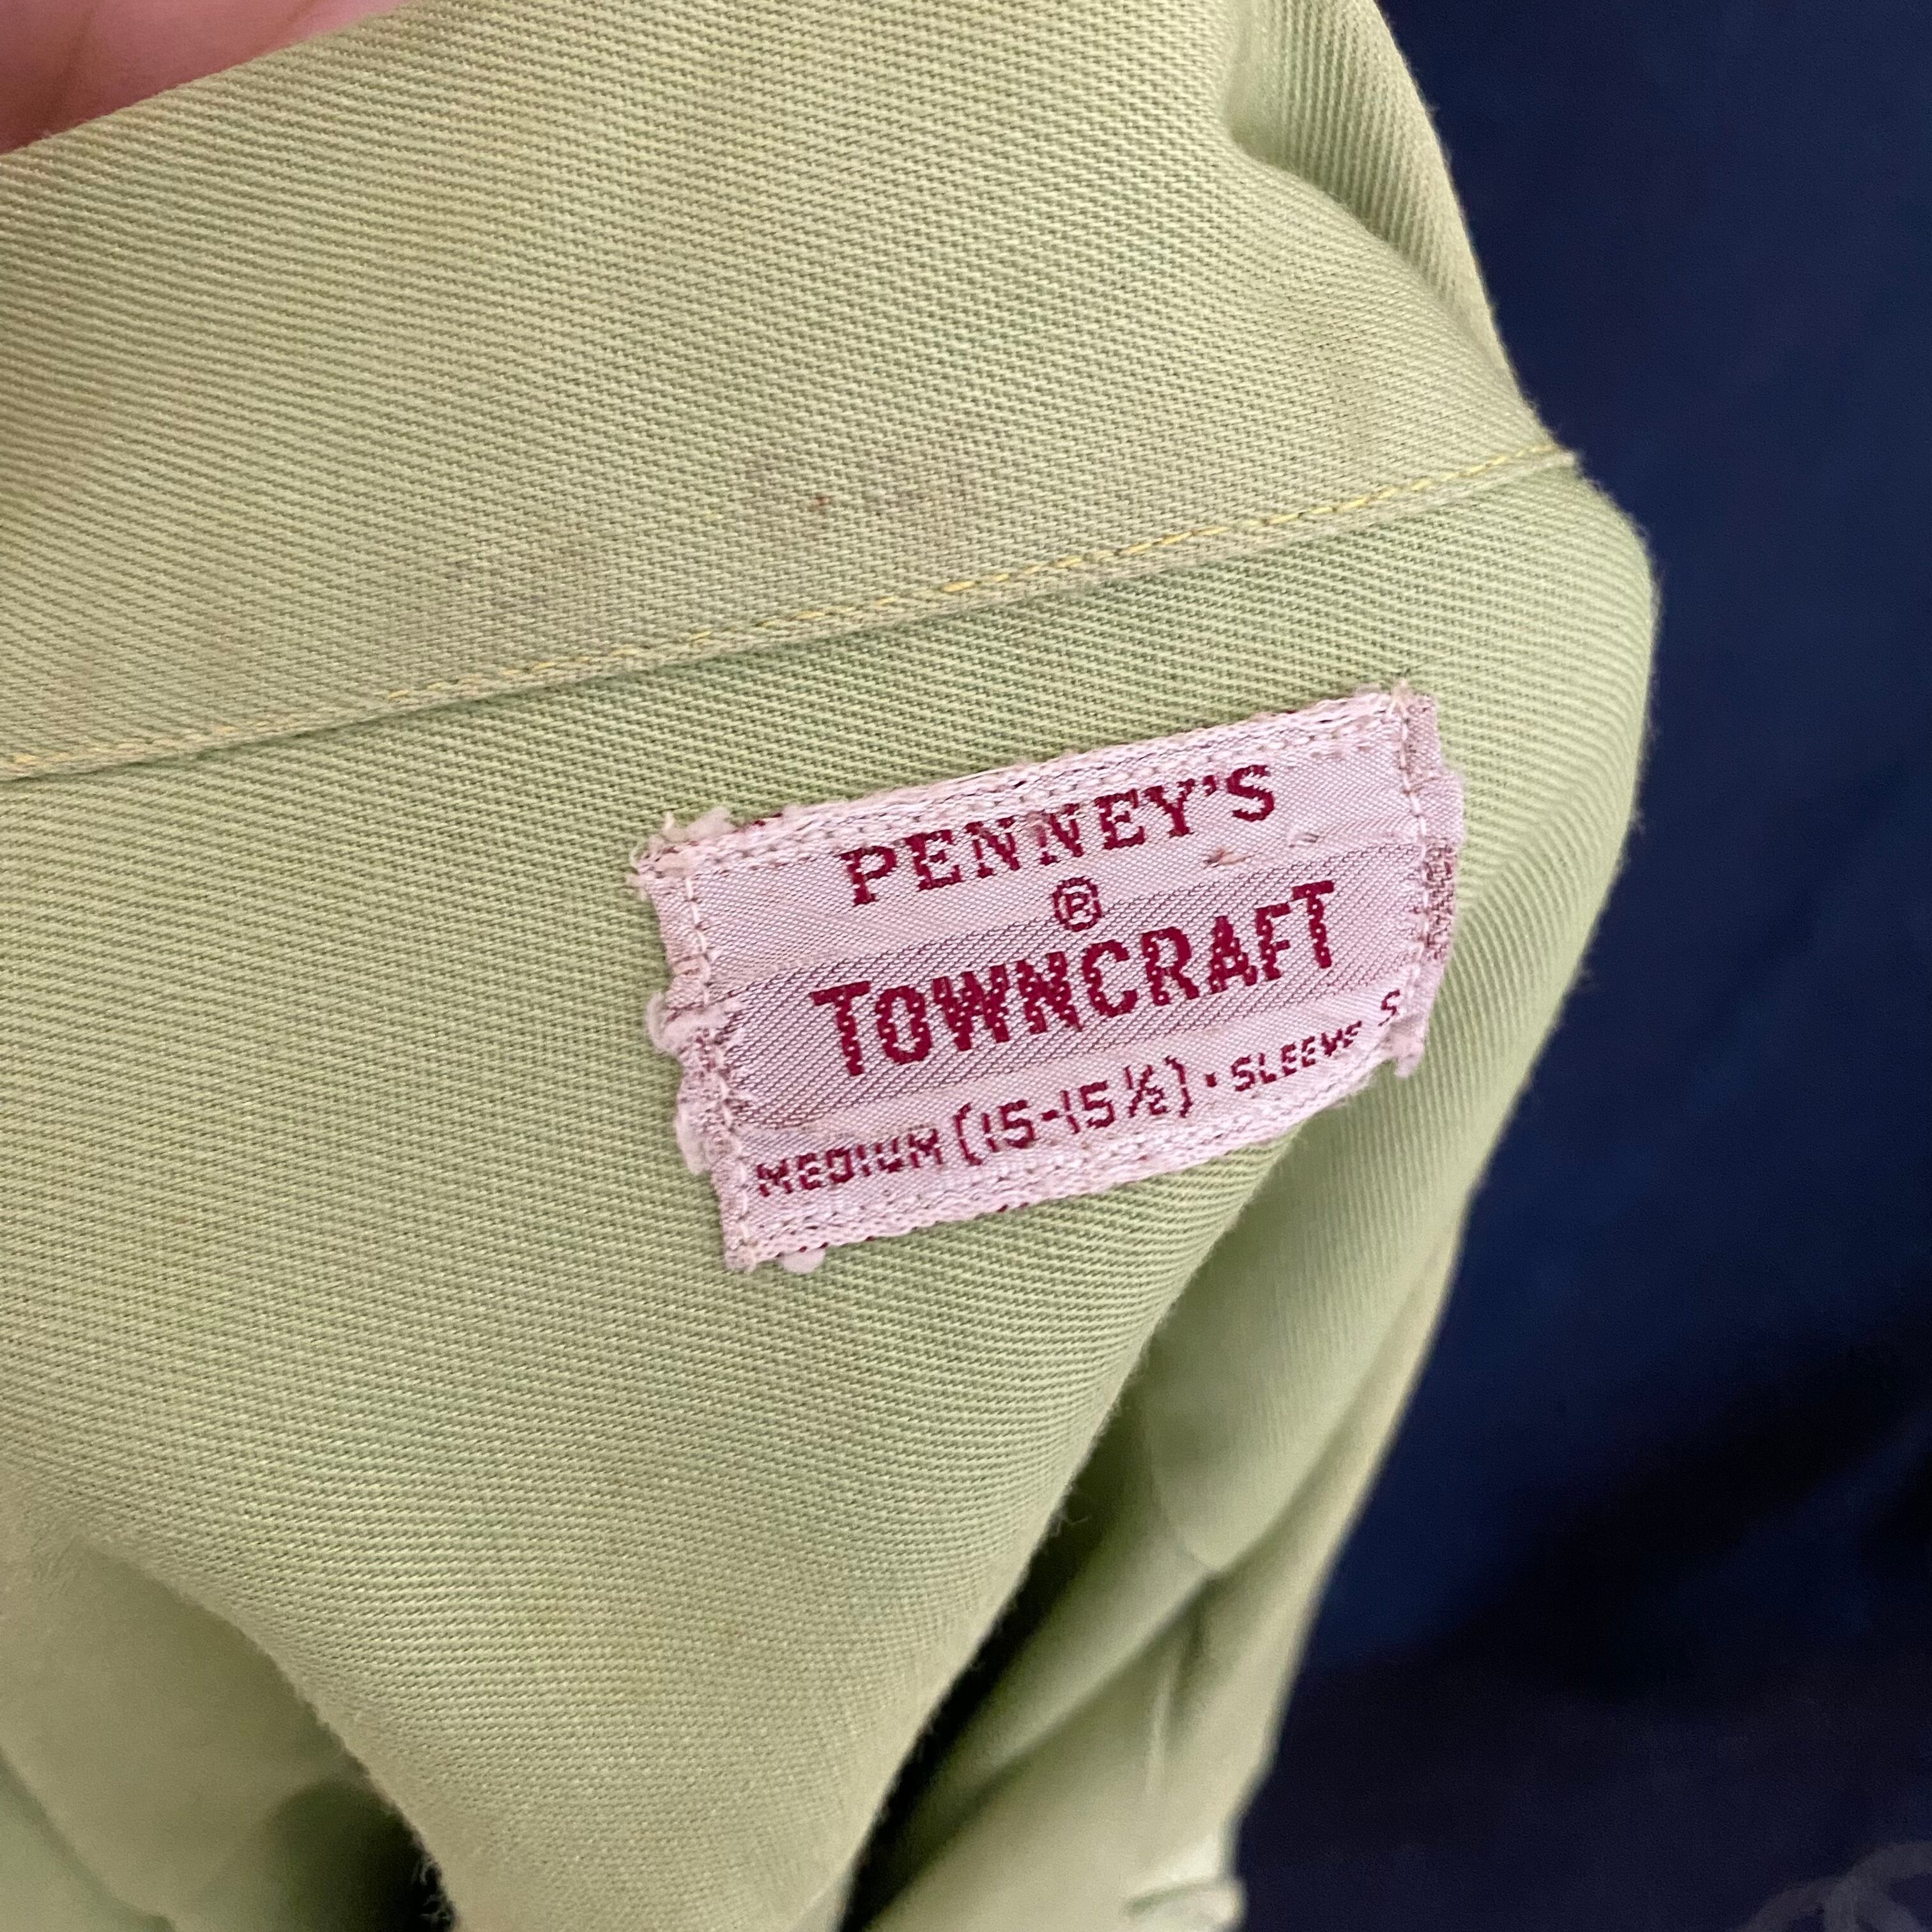 PENNEY'S
®
TOWNCRAFT
MEDIUM (15-15½)·SLEEVE S